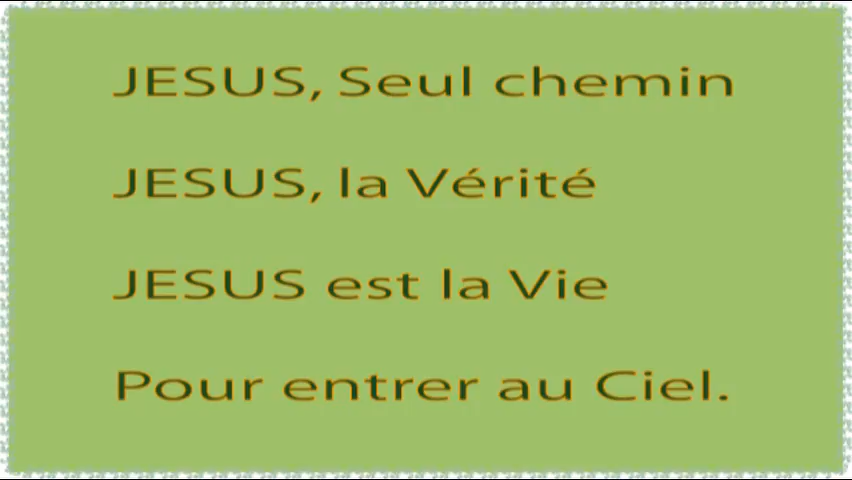 JESUS, Seul chemin
JESUS, la Vérité
JESUS est la Vie
Pour entrer au Ciel.